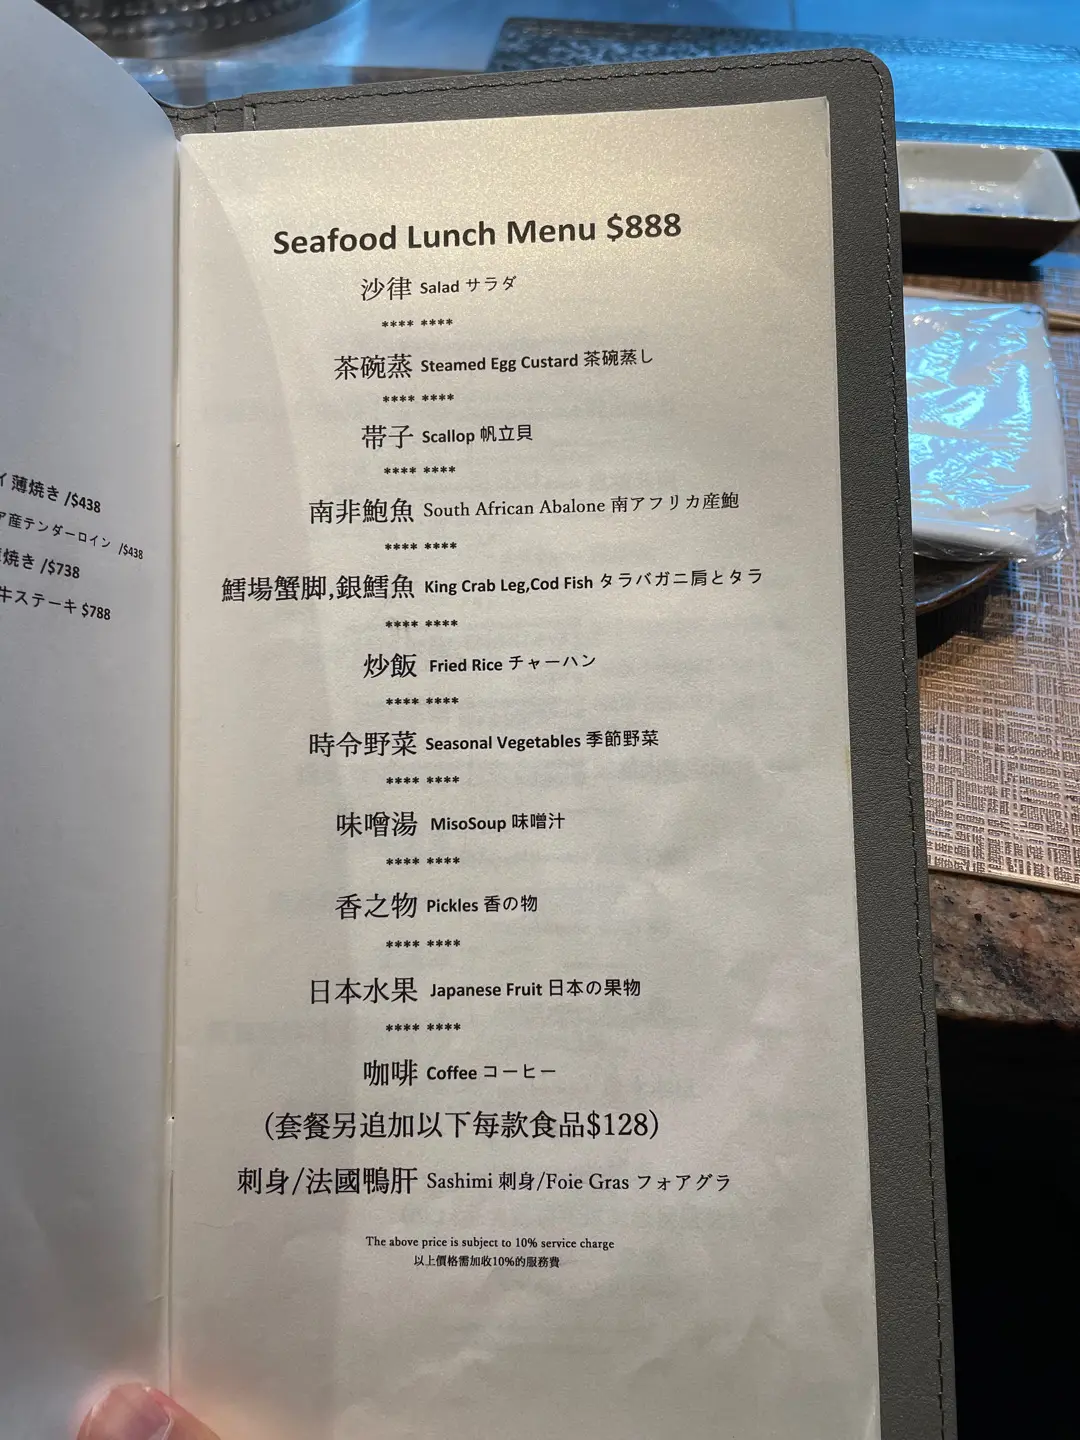 イ薄焼き /$438
ア産テンダーロイン /$438
焼き /$738
牛ステーキ $788
Seafood Lunch Menu $888
沙律 Salad サラダ
**** ****
茶碗蒸 Steamed Egg Custard 茶碗蒸し
**** ****
帯子 Scallop 帆立貝
**** ****
南非鮑魚 South African Abalone 南アフリカ産鮑
**** ****
鱈場蟹脚,銀鱈魚 King Crab Leg,Cod Fish タラバガニ肩とタラ
**** ****
炒飯 Fried Rice チャーハン
**** ****
時令野菜 Seasonal Vegetables 季節野菜
**** ****
味噌湯 MisoSoup 味噌汁
**** ****
香之物 Pickles 香の物
**** ****
日本水果 Japanese Fruit 日本の果物
**** ****
咖啡 Coffee コーヒー
(套餐另追加以下每款食品$128)
刺身/法國鴨肝 Sashimi 刺身/Foie Gras フォアグラ
The above price is subject to 10% service charge
以上價格需加收10%的服務費